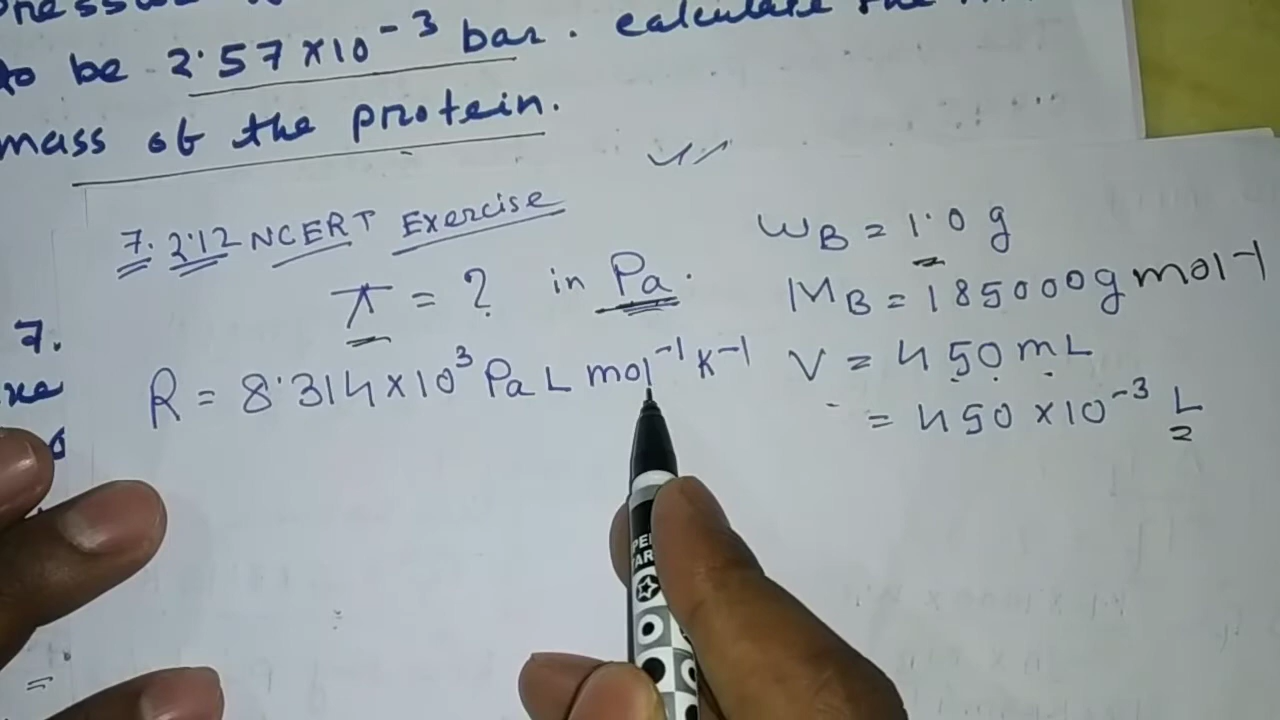 to be 2.57×10⁻³ bar. calculate the
mass of the protein.
7. 2.12 NCERT Exercise
π = ? in Pa.
7.
R = 8.314×10³ Pa L mol⁻¹ K⁻¹
W_B = 1.0 g
M_B = 185000 g mol⁻¹
V = 450 mL
= 450 × 10⁻³ L